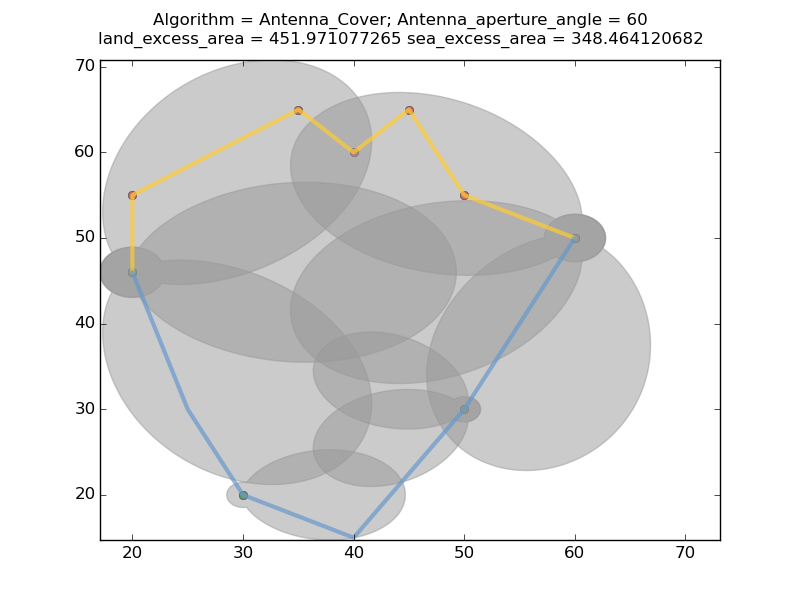 Algorithm = Antenna_Cover; Antenna_aperture_angle = 60
land_excess_area = 451.971077265 sea_excess_area = 348.464120682
70
60
50
40
30
20
20 30 40 50 60 70